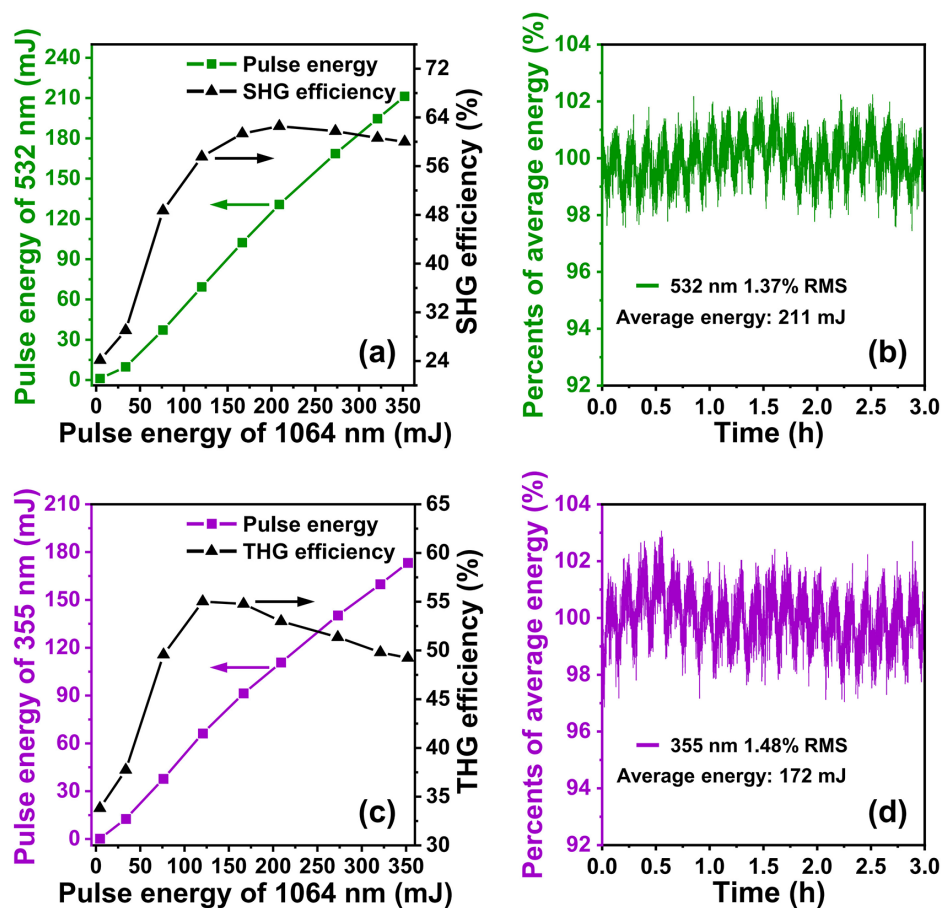 Pulse energy of 532 nm (mJ)
240
210
180
150
120
90
60
30
0
Pulse energy
SHG efficiency
72
60
48
40
32
24
SHG efficiency (%)
(a)
0 50 100 150 200 250 300 350
Pulse energy of 1064 nm (mJ)
Percents of average energy (%)
104
102
100
98
96
94
92
532 nm 1.37% RMS
Average energy: 211 mJ
(b)
0.0 0.5 1.0 1.5 2.0 2.5 3.0
Time (h)
Pulse energy of 355 nm (mJ)
210
180
150
120
90
60
30
0
Pulse energy
THG efficiency
65
60
55
50
45
40
35
30
THG efficiency (%)
(c)
0 50 100 150 200 250 300 350
Pulse energy of 1064 nm (mJ)
Percents of average energy (%)
104
102
100
98
96
94
92
355 nm 1.48% RMS
Average energy: 172 mJ
(d)
0.0 0.5 1.0 1.5 2.0 2.5 3.0
Time (h)